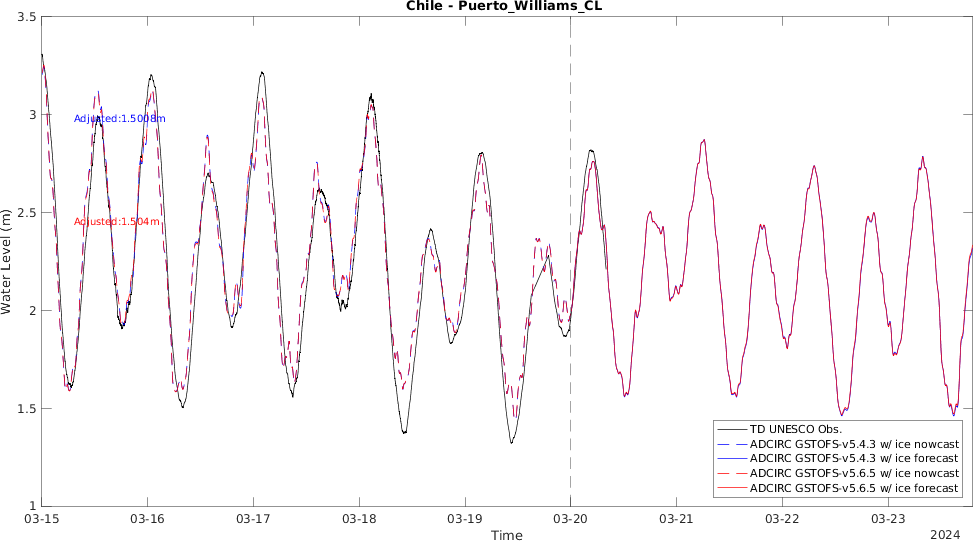 Chile - Puerto_Williams_CL
3.5
3
2.5
2
1.5
1
Water Level (m)
Adjusted:1.5008m
Adjusted:1.504m
TD UNESCO Obs.
ADCIRC GSTOFS-v5.4.3 w/ ice nowcast
ADCIRC GSTOFS-v5.4.3 w/ ice forecast
ADCIRC GSTOFS-v5.6.5 w/ ice nowcast
ADCIRC GSTOFS-v5.6.5 w/ ice forecast
03-15 03-16 03-17 03-18 03-19 03-20 03-21 03-22 03-23
Time
2024